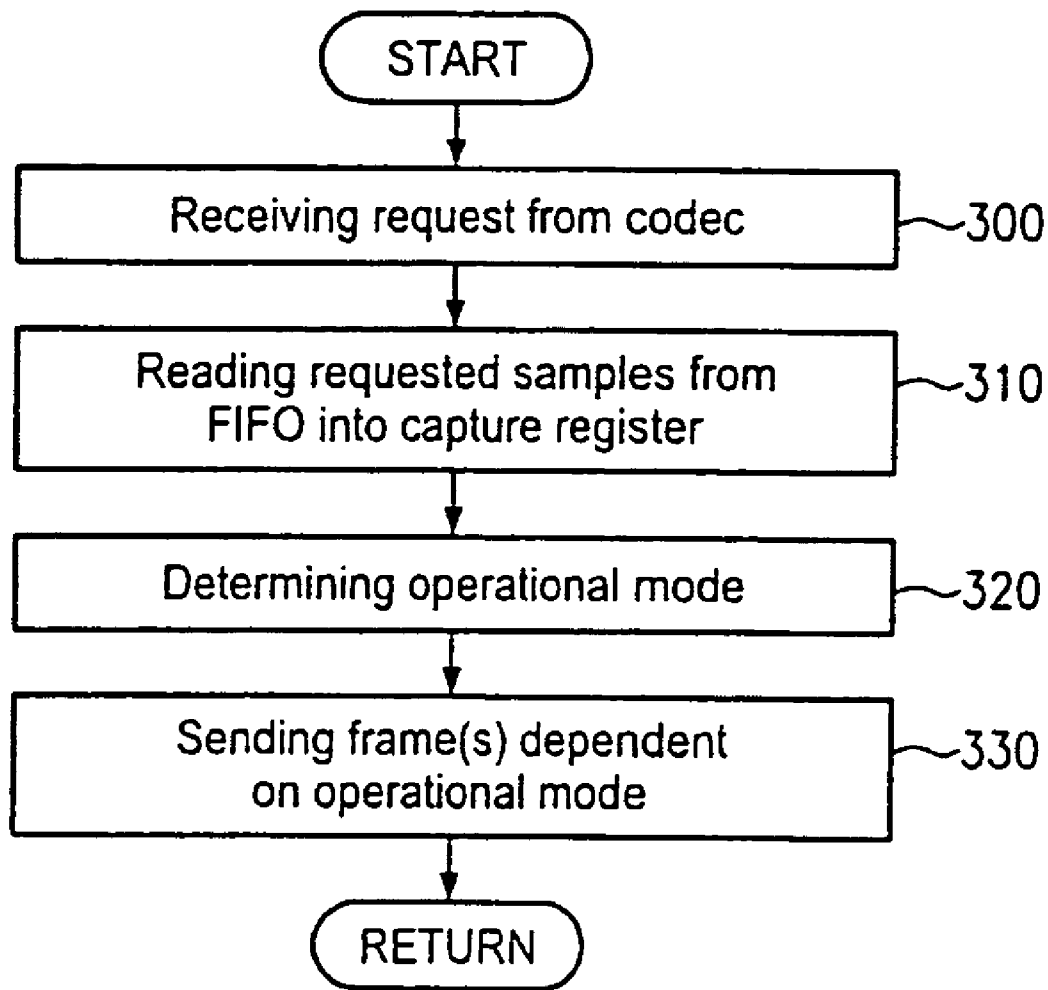 START
Receiving request from codec
300
Reading requested samples from
FIFO into capture register
310
Determining operational mode
320
Sending frame(s) dependent
on operational mode
330
RETURN